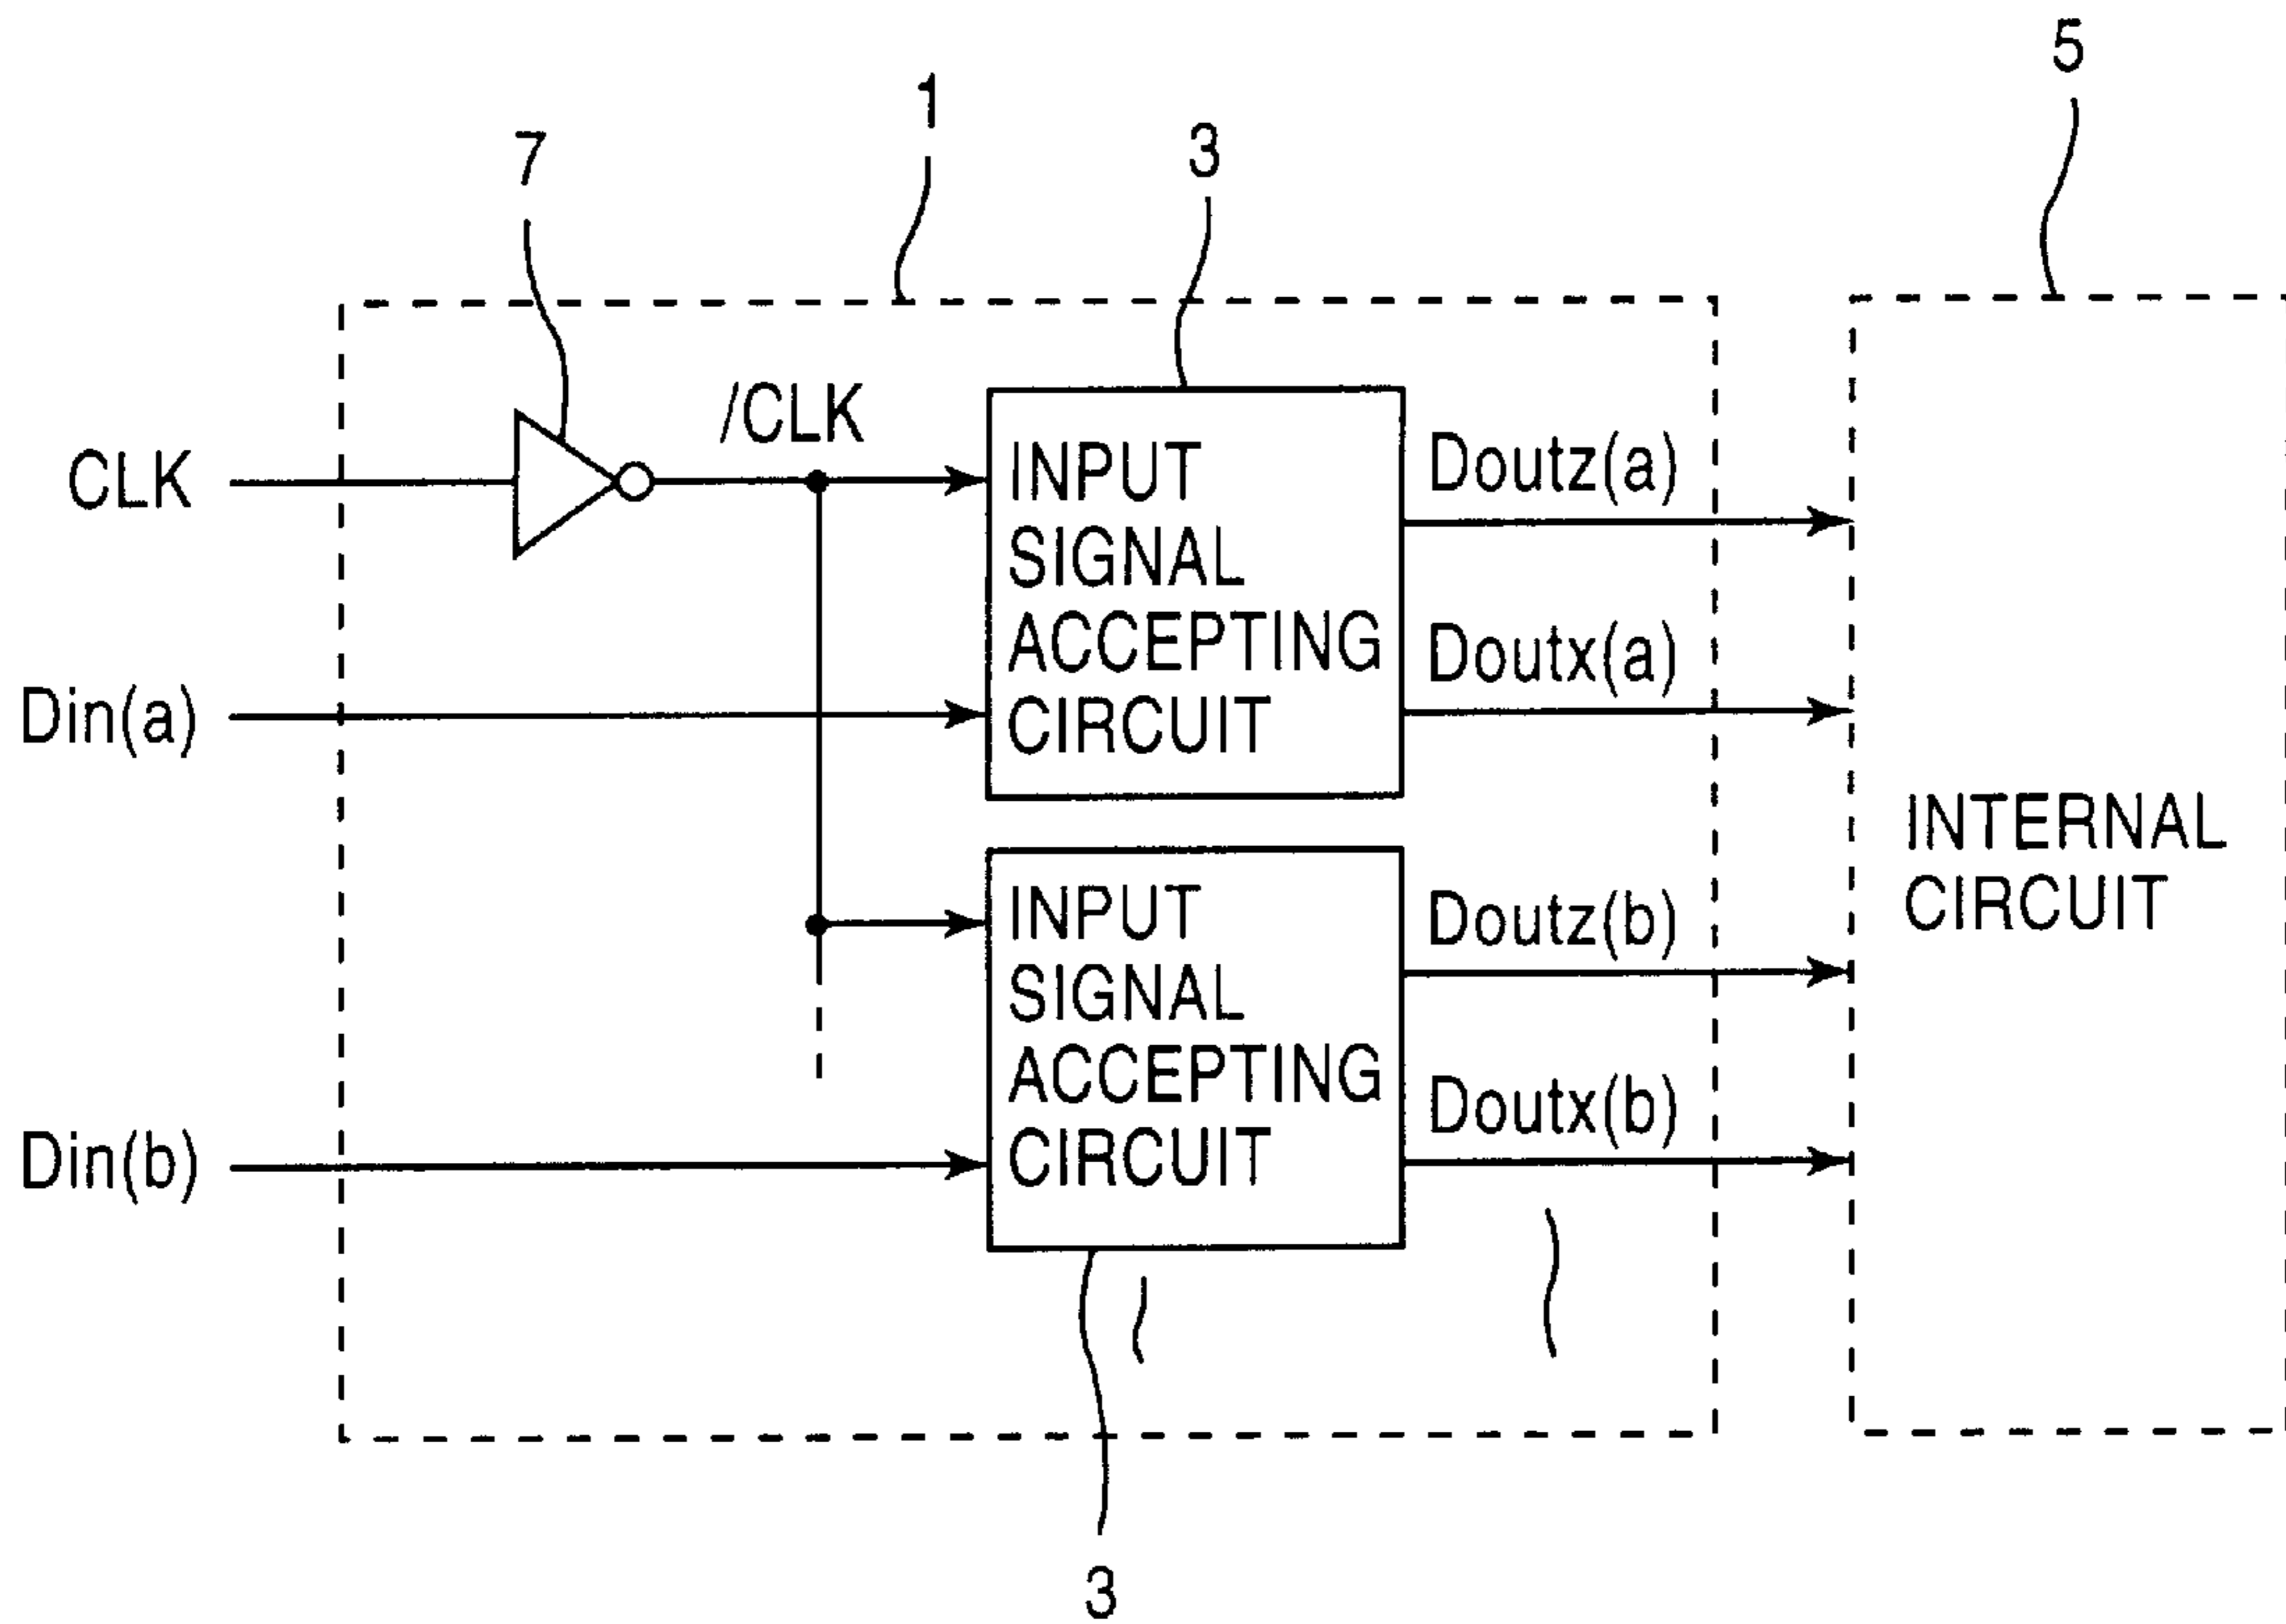 5
1
7
3
/CLK
CLK
INPUT
SIGNAL
ACCEPTING
CIRCUIT
Doutz(a)
Doutx(a)
Din(a)
INTERNAL
CIRCUIT
INPUT
SIGNAL
ACCEPTING
CIRCUIT
Doutz(b)
Doutx(b)
Din(b)
3